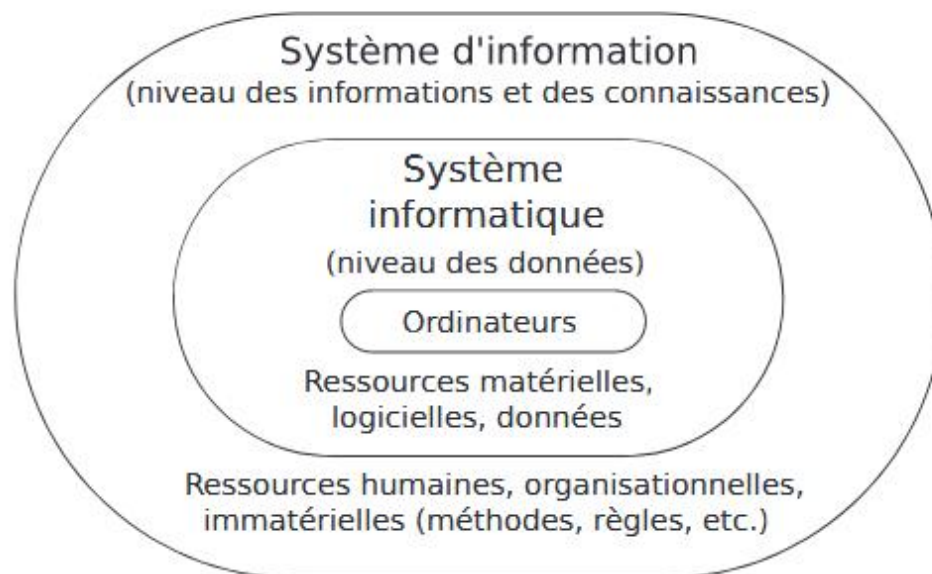 Système d'information
(niveau des informations et des connaissances)
Système
informatique
(niveau des données)
Ordinateurs
Ressources matérielles,
logicielles, données
Ressources humaines, organisationnelles,
immatérielles (méthodes, règles, etc.)